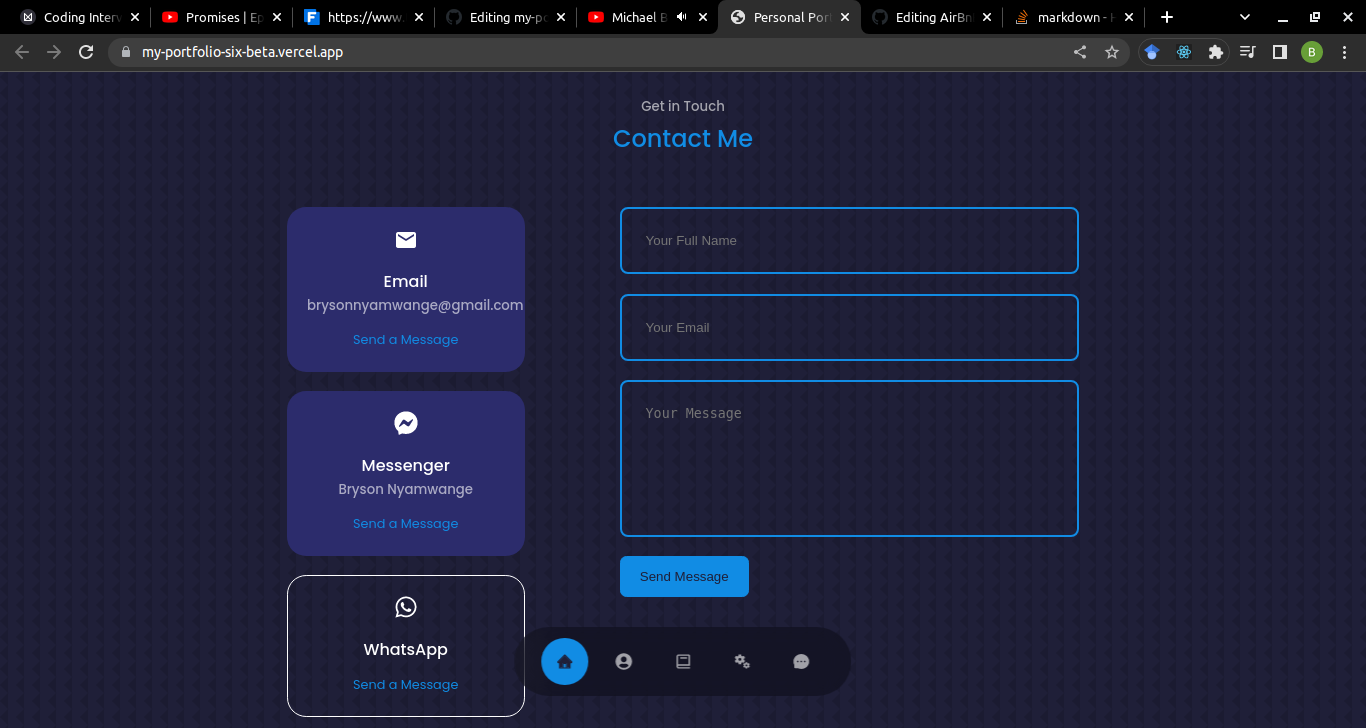 Coding Interv
Promises | Ep
https://www.
Editing my-po
Michael B
Personal Por
Editing AirBn
markdown - H
my-portfolio-six-beta.vercel.app
B
Get in Touch
Contact Me
Email
brysonnyamwange@gmail.com
Send a Message
Messenger
Bryson Nyamwange
Send a Message
WhatsApp
Send a Message
Your Full Name
Your Email
Your Message
Send Message